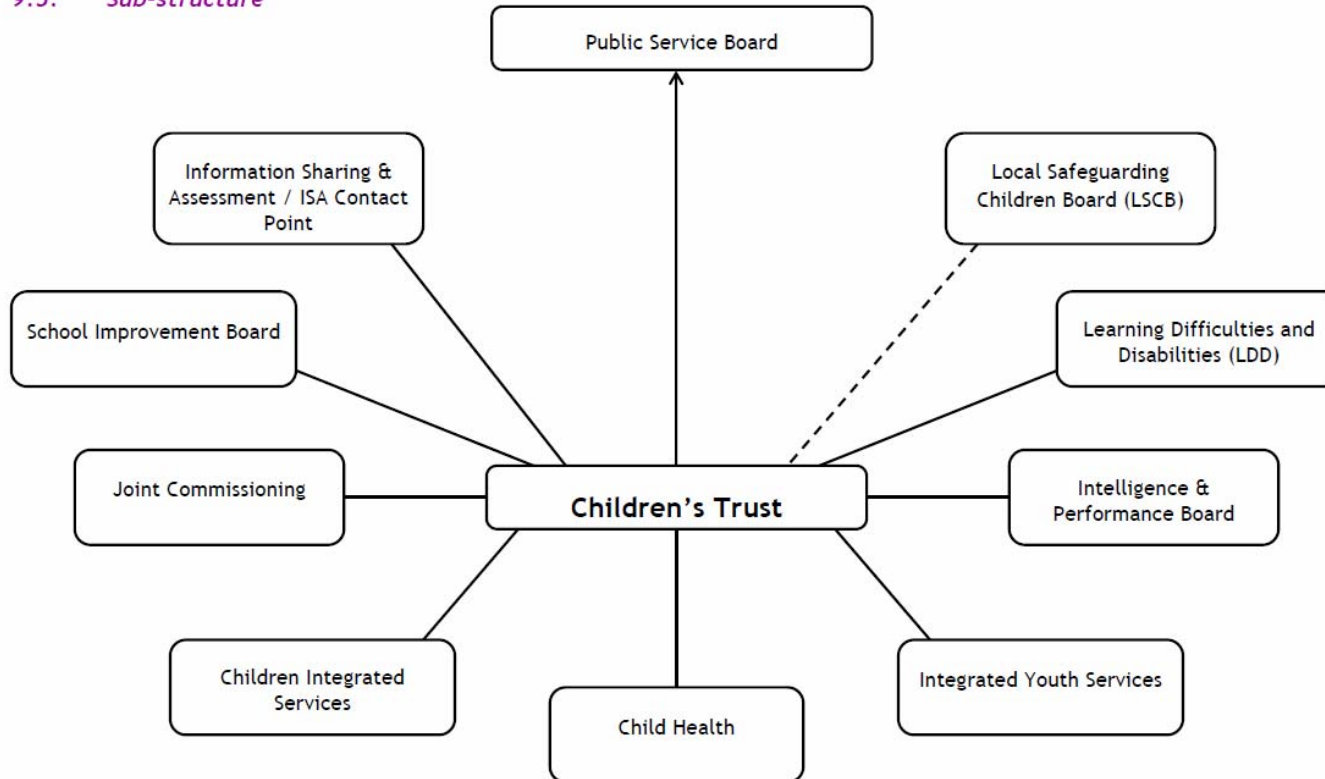 9.3. Sub-structure
Public Service Board
Information Sharing &
Assessment / ISA Contact
Point
Local Safeguarding
Children Board (LSCB)
School Improvement Board
Learning Difficulties and
Disabilities (LDD)
Joint Commissioning
Children's Trust
Intelligence &
Performance Board
Children Integrated
Services
Child Health
Integrated Youth Services